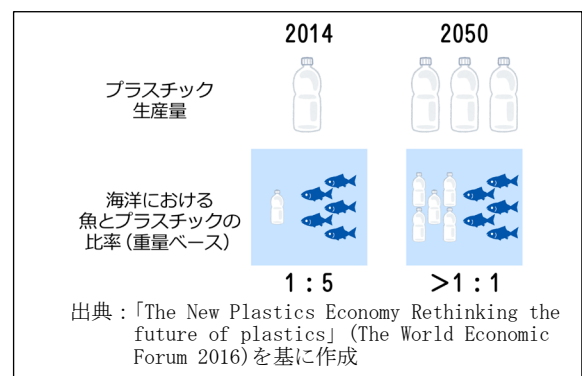 2014 2050
プラスチック
生産量
海洋における
魚とプラスチックの
比率(重量ベース)
1:5 >1:1
出典:「The New Plastics Economy Rethinking the
future of plastics」(The World Economic
Forum 2016)を基に作成